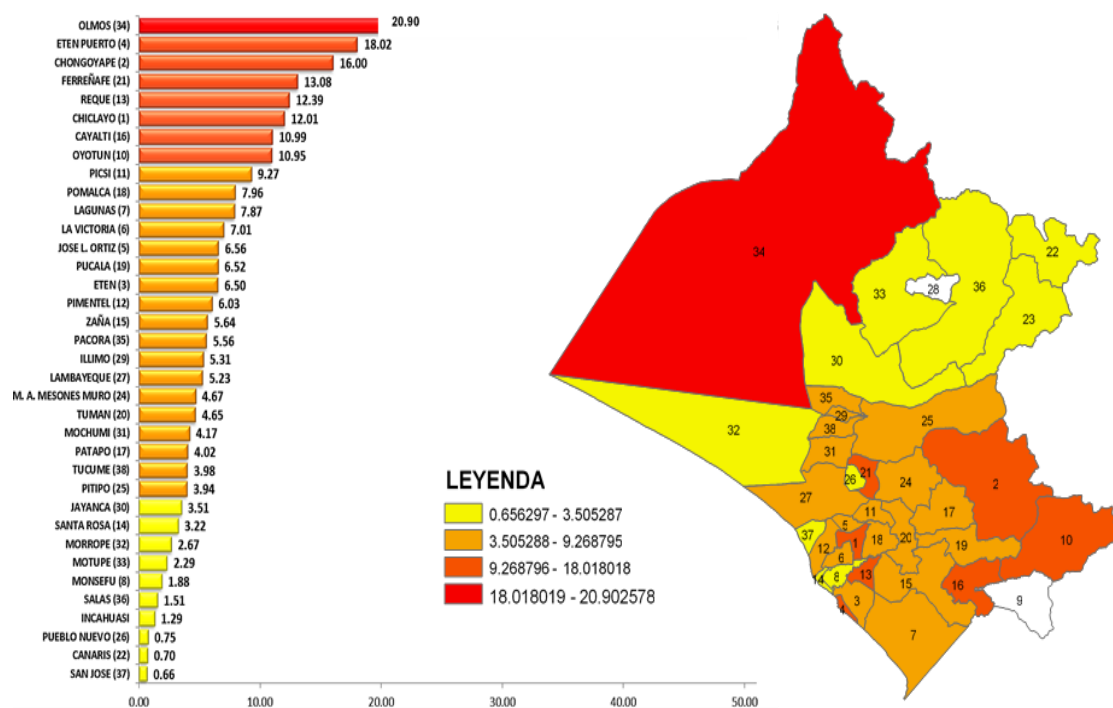 OLMOS (34) 20.90
ETEN PUERTO (4) 18.02
CHONGOYAPE (2) 16.00
FERREÑAFE (21) 13.08
REQUE (13) 12.39
CHICLAYO (1) 12.01
CAYALTI (16) 10.99
OYOTUN (10) 10.95
PICSI (11) 9.27
POMALCA (18) 7.96
LAGUNAS (7) 7.87
LA VICTORIA (6) 7.01
JOSE L. ORTIZ (5) 6.56
PUCALA (19) 6.52
ETEN (3) 6.50
PIMENTEL (12) 6.03
ZAÑA (15) 5.64
PACORA (35) 5.56
ILLIMO (29) 5.31
LAMBAYEQUE (27) 5.23
M. A. MESONES MURO (24) 4.67
TUMAN (20) 4.65
MOCHUMI (31) 4.17
PATAPO (17) 4.02
TUCUME (38) 3.98
PITIPO (25) 3.94
JAYANCA (30) 3.51
SANTA ROSA (14) 3.22
MORROPE (32) 2.67
MOTUPE (33) 2.29
MONSEFU (8) 1.88
SALAS (36) 1.51
INCAHUASI 1.29
PUEBLO NUEVO (26) 0.75
CANARIS (22) 0.70
SAN JOSE (37) 0.66
0.00 10.00 20.00 30.00 40.00 50.00
LEYENDA
0.656297 - 3.505287
3.505288 - 9.268795
9.268796 - 18.018018
18.018019 - 20.902578
34
22
33
28
36
23
30
35
29
32
38
25
31
21
26
24
2
27
11
17
37
5
1
18
20
10
12
6
19
14
8
13
15
16
4
3
9
7